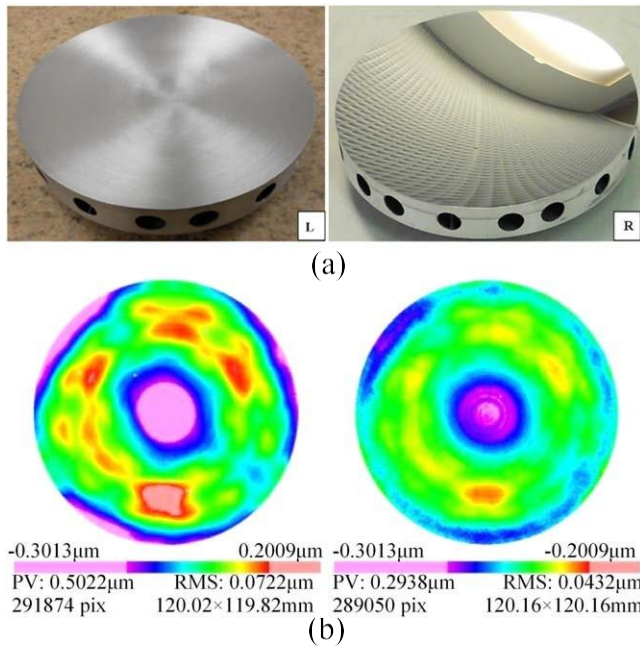 L
R
(a)
-0.3013μm 0.2009μm
PV: 0.5022μm RMS: 0.0722μm
291874 pix 120.02×119.82mm
-0.3013μm -0.2009μm
PV: 0.2938μm RMS: 0.0432μm
289050 pix 120.16×120.16mm
(b)